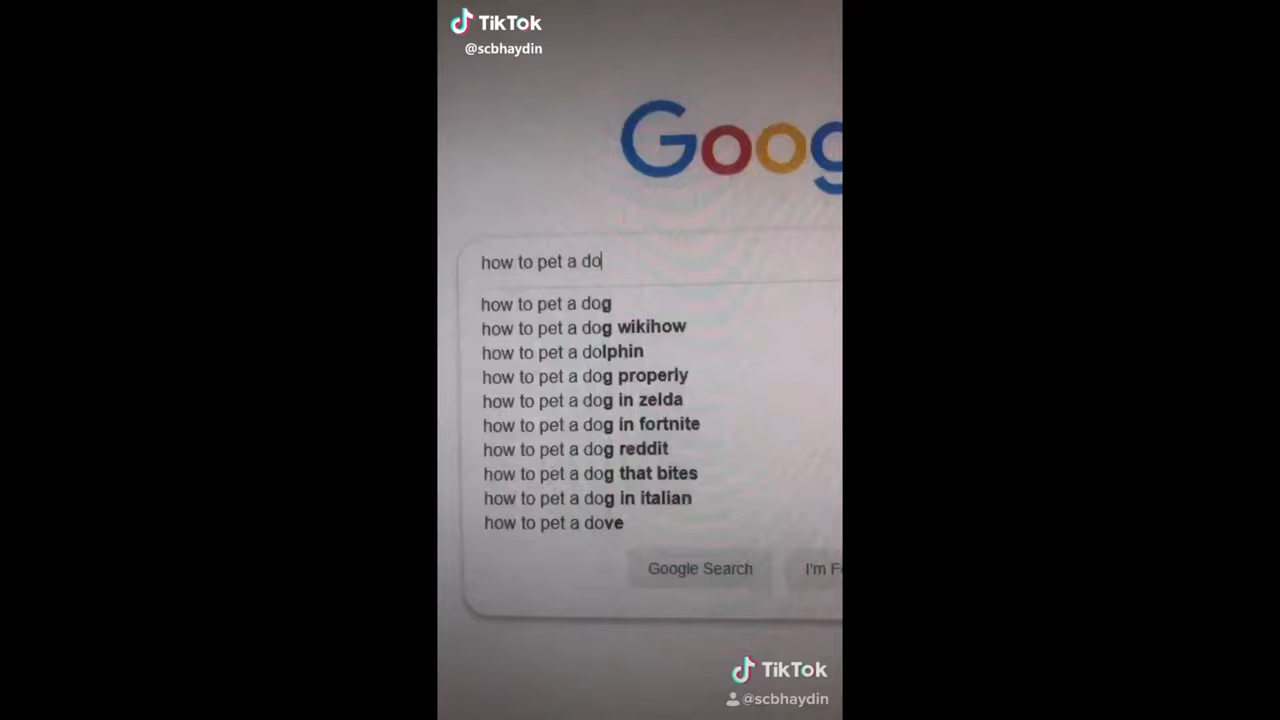 TikTok
@scbhaydin
Goog
how to pet a do
how to pet a dog
how to pet a dog wikihow
how to pet a dolphin
how to pet a dog properly
how to pet a dog in zelda
how to pet a dog in fortnite
how to pet a dog reddit
how to pet a dog that bites
how to pet a dog in italian
how to pet a dove
Google Search
I'm F
TikTok
@scbhaydin